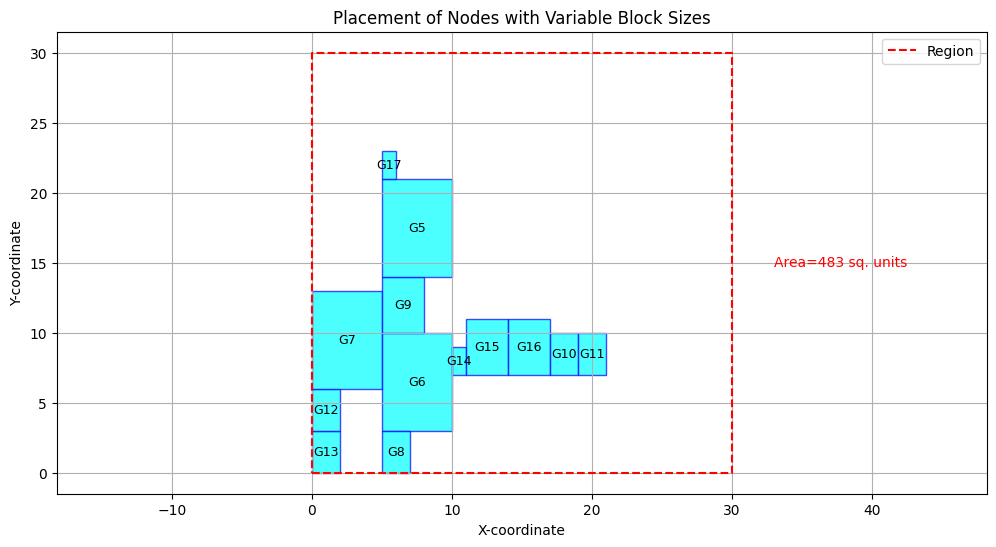 Placement of Nodes with Variable Block Sizes
Region
Y-coordinate
30
25
20
15
10
5
0
G17
G5
G9
G7
G6
G14
G15
G16
G10
G11
G12
G13
G8
Area=483 sq. units
−10
0
10
20
30
40
X-coordinate